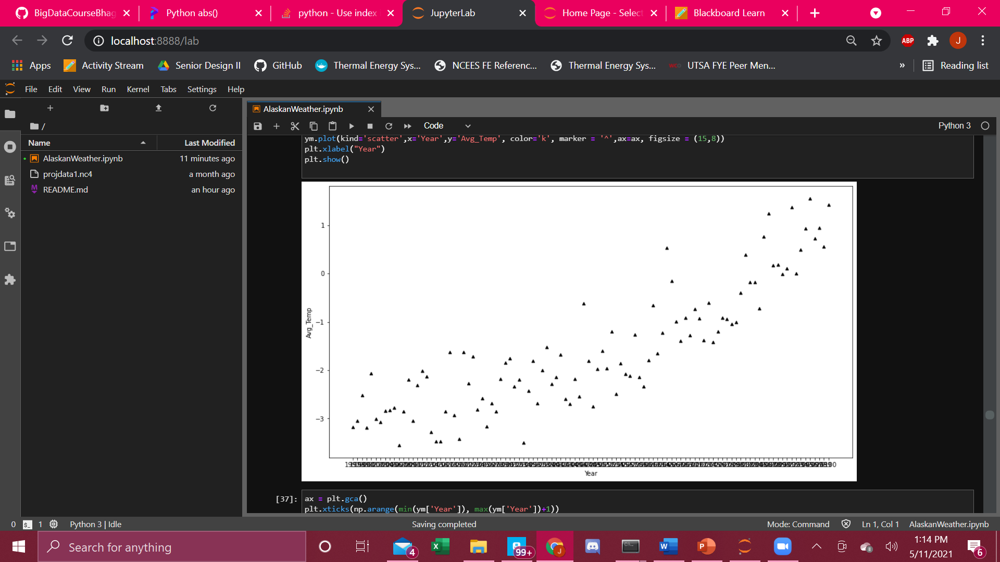 BigDataCourseBhag
Python abs()
python - Use index
JupyterLab
Home Page - Select
Blackboard Learn
localhost:8888/lab
ABP
J
Apps
Activity Stream
Senior Design II
GitHub
Thermal Energy Sys...
NCEES FE Referenc...
Thermal Energy Sys...
UTSA FYE Peer Men...
»
Reading list
File Edit View Run Kernel Tabs Settings Help
AlaskanWeather.ipynb
/
Code
Python 3
Name
Last Modified
AlaskanWeather.ipynb 11 minutes ago
projdata1.nc4 a month ago
README.md an hour ago
ym.plot(kind='scatter',x='Year',y='Avg_Temp', color='k', marker = '^',ax=ax, figsize = (15,8))
plt.xlabel("Year")
plt.show()
1
0
−1
−2
−3
Avg_Temp
Year
[37]:
ax = plt.gca()
plt.xticks(np.arange(min(ym['Year']), max(ym['Year'])+1))
0 1 Python 3 | Idle
Saving completed
Mode: Command
Ln 1, Col 1
AlaskanWeather.ipynb
Search for anything
4
99+
J
1:14 PM
5/11/2021
6